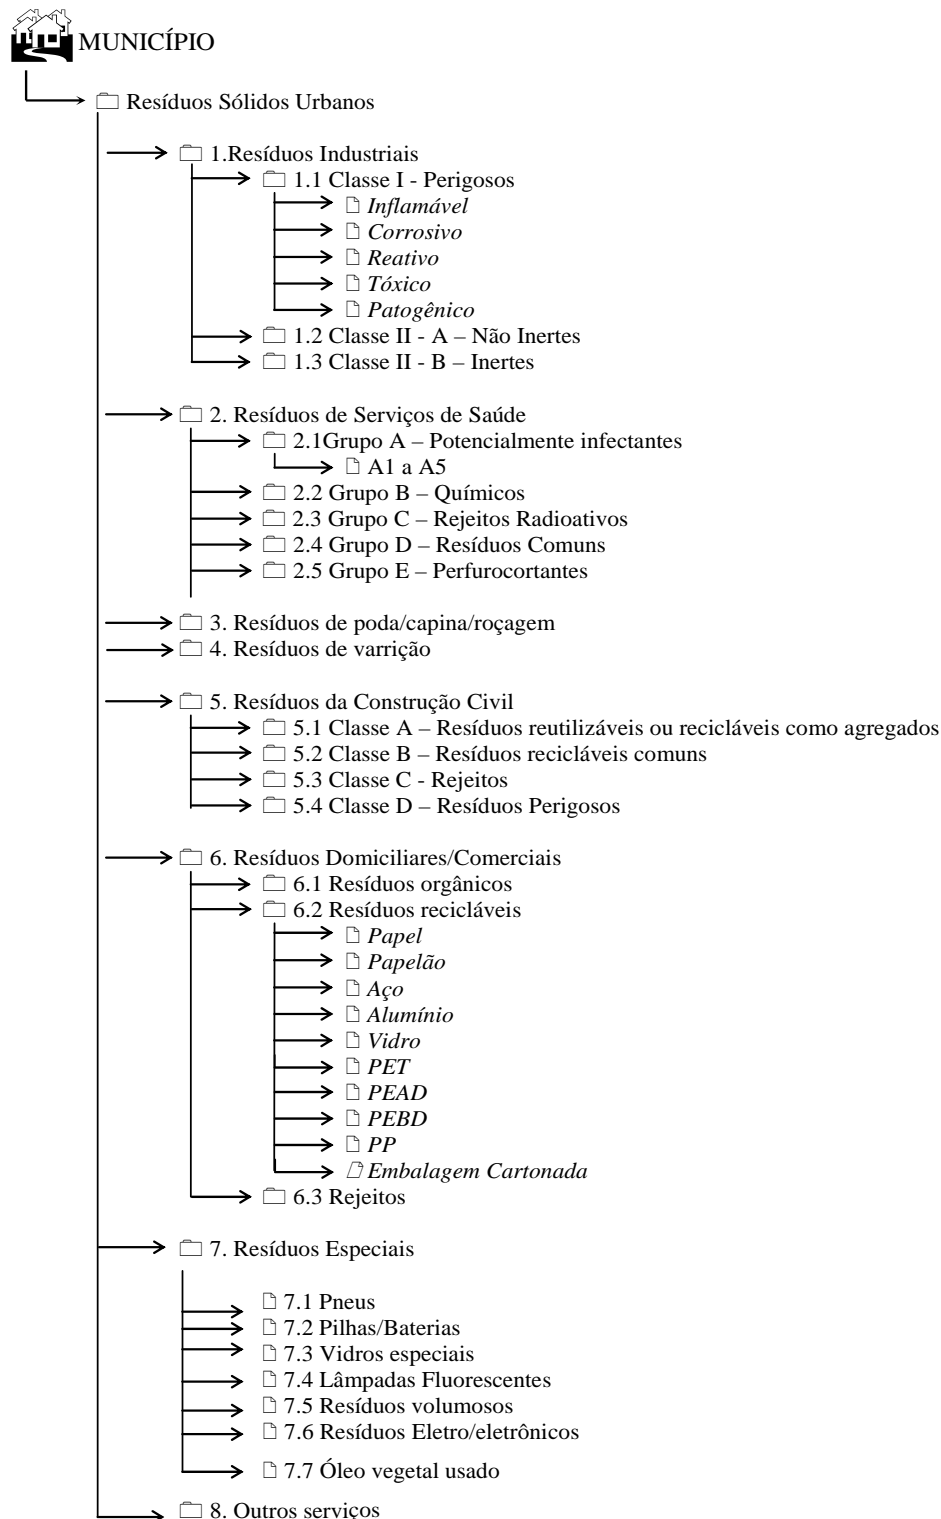 MUNICÍPIO
Resíduos Sólidos Urbanos
1.Resíduos Industriais
1.1 Classe I - Perigosos
Inflamável
Corrosivo
Reativo
Tóxico
Patogênico
1.2 Classe II - A – Não Inertes
1.3 Classe II - B – Inertes
2. Resíduos de Serviços de Saúde
2.1Grupo A – Potencialmente infectantes
A1 a A5
2.2 Grupo B – Químicos
2.3 Grupo C – Rejeitos Radioativos
2.4 Grupo D – Resíduos Comuns
2.5 Grupo E – Perfurocortantes
3. Resíduos de poda/capina/roçagem
4. Resíduos de varrição
5. Resíduos da Construção Civil
5.1 Classe A – Resíduos reutilizáveis ou recicláveis como agregados
5.2 Classe B – Resíduos recicláveis comuns
5.3 Classe C - Rejeitos
5.4 Classe D – Resíduos Perigosos
6. Resíduos Domiciliares/Comerciais
6.1 Resíduos orgânicos
6.2 Resíduos recicláveis
Papel
Papelão
Aço
Alumínio
Vidro
PET
PEAD
PEBD
PP
Embalagem Cartonada
6.3 Rejeitos
7. Resíduos Especiais
7.1 Pneus
7.2 Pilhas/Baterias
7.3 Vidros especiais
7.4 Lâmpadas Fluorescentes
7.5 Resíduos volumosos
7.6 Resíduos Eletro/eletrônicos
7.7 Óleo vegetal usado
8. Outros serviços